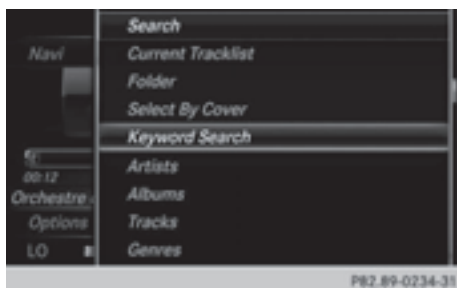 Search
Navi
Current Tracklist
Folder
Select By Cover
Keyword Search
Artists
00:12
Albums
Orchestre
Tracks
Options
Genres
LO
P82.89-0234-31